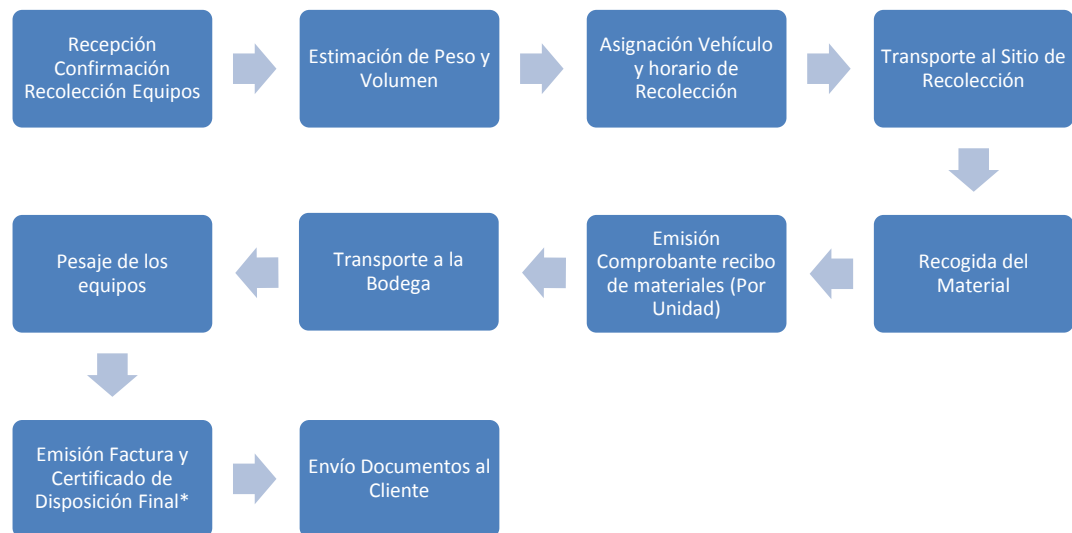 Recepción
Confirmación
Recolección Equipos
Estimación de Peso y
Volumen
Asignación Vehículo
y horario de
Recolección
Transporte al Sitio de
Recolección
Recogida del
Material
Emisión
Comprobante recibo
de materiales (Por
Unidad)
Transporte a la
Bodega
Pesaje de los
equipos
Emisión Factura y
Certificado de
Disposición Final*
Envío Documentos al
Cliente